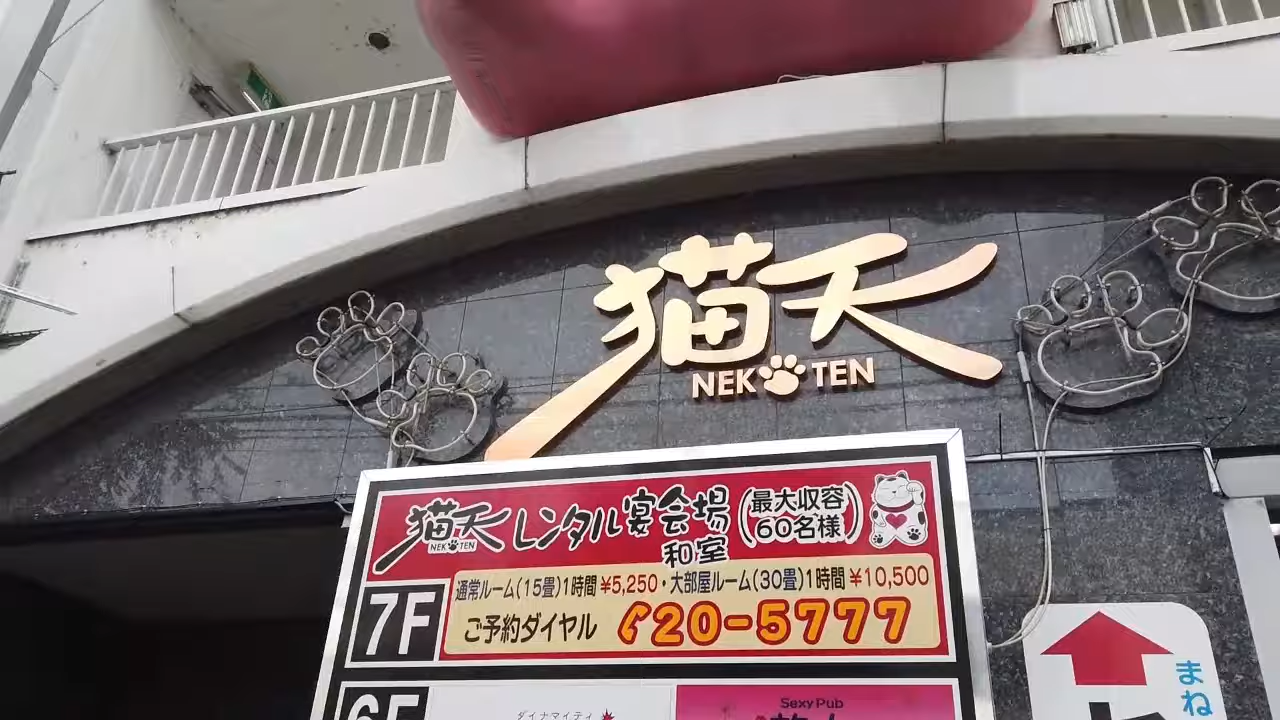 猫天
NEK TEN
猫天 NEK TEN レンタル宴会場 和室 (最大収容 60名様)
7F
通常ルーム(15畳)1時間¥5,250・大部屋ルーム(30畳)1時間¥10,500
ご予約ダイヤル 20-5777
6F
ダイナマイティ
Sexy Pub
まね